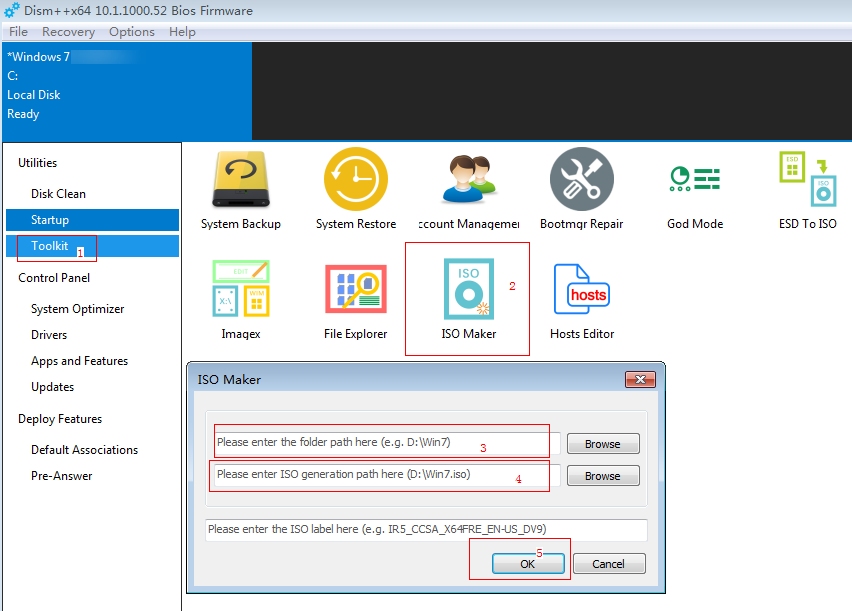 Dism++x64 10.1.1000.52 Bios Firmware
File Recovery Options Help
*Windows 7
C:
Local Disk
Ready
Utilities
Disk Clean
Startup
Toolkit 1
Control Panel
System Optimizer
Drivers
Apps and Features
Updates
Deploy Features
Default Associations
Pre-Answer
System Backup
System Restore
ccount Managemen
Bootmgr Repair
God Mode
ESD
ISO
ESD To ISO
EDIT
X:\
WIM
Imagex
File Explorer
ISO
2
ISO Maker
hosts
Hosts Editor
ISO Maker
Please enter the folder path here (e.g. D:\Win7) 3
Browse
Please enter ISO generation path here (D:\Win7.iso) 4
Browse
Please enter the ISO label here (e.g. IR5_CCSA_X64FRE_EN-US_DV9)
5
OK
Cancel